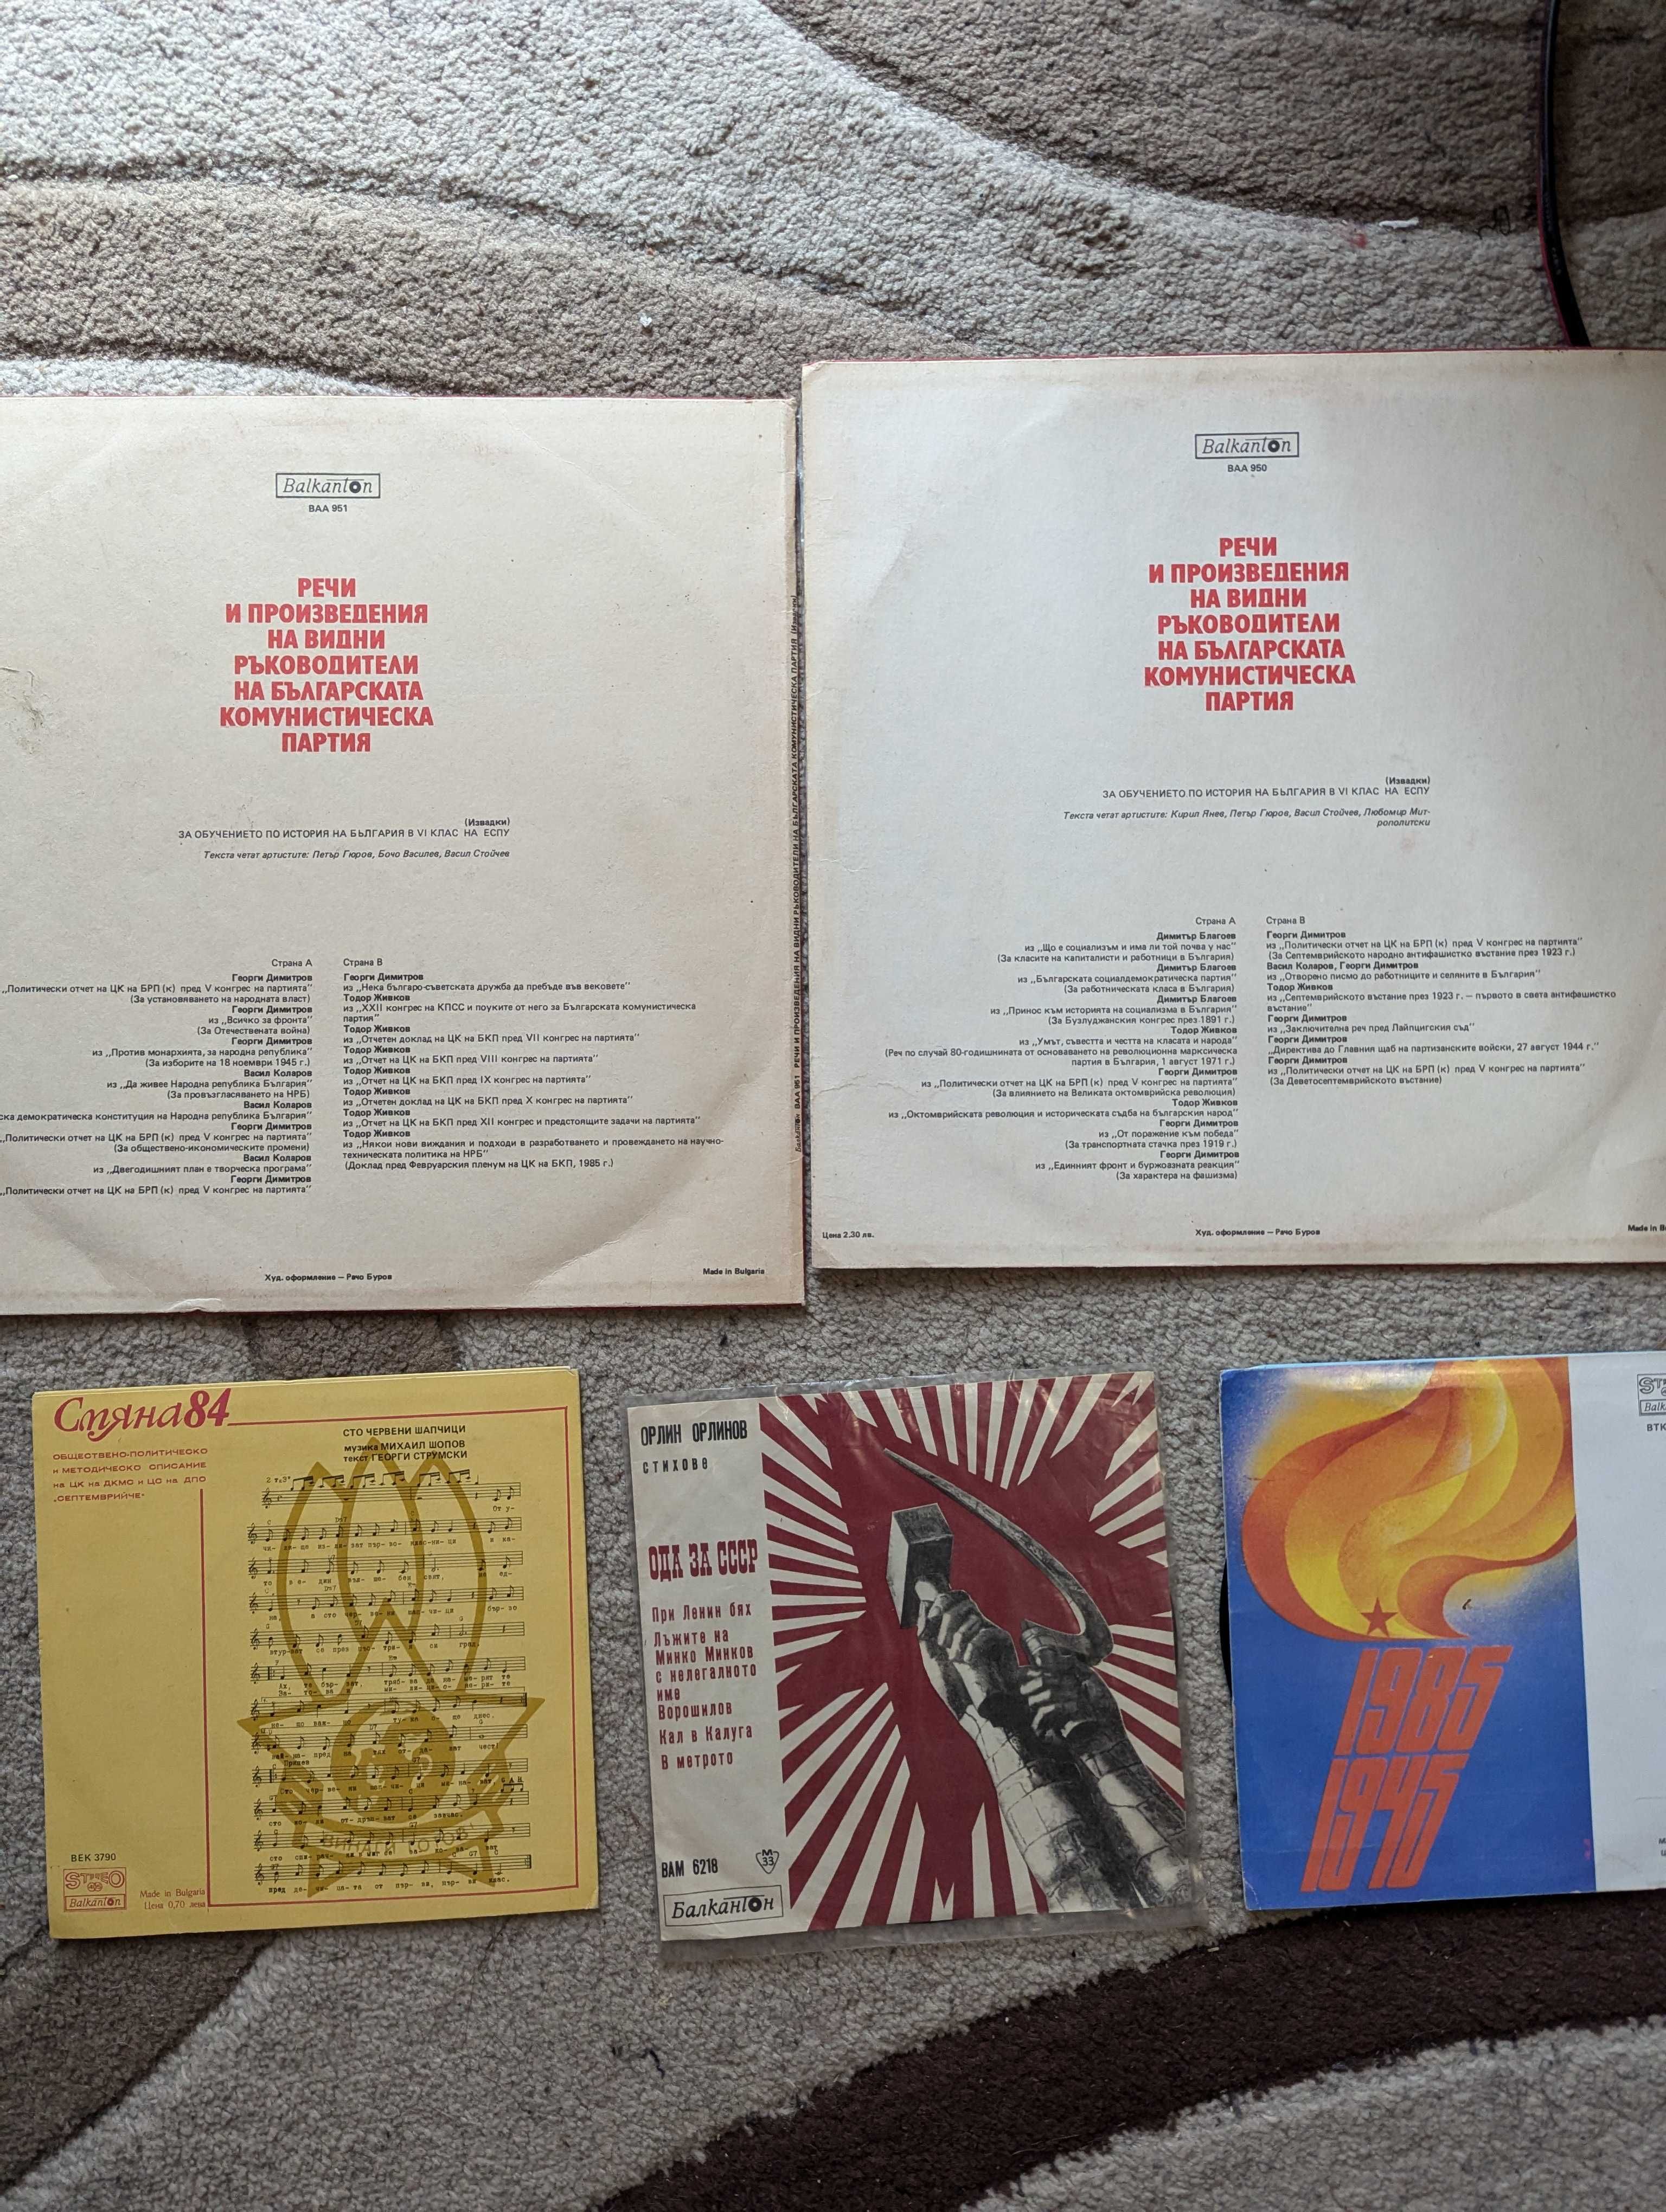 Balkanton
ВАА 951
РЕЧИ
И ПРОИЗВЕДЕНИЯ
НА ВИДНИ
РЪКОВОДИТЕЛИ
НА БЪЛГАРСКАТА
КОМУНИСТИЧЕСКА
ПАРТИЯ
(Извадки)
ЗА ОБУЧЕНИЕТО ПО ИСТОРИЯ НА БЪЛГАРИЯ В VI КЛАС НА ЕСПУ
Текста четат артистите: Петър Гюров, Бочо Василев, Васил Стойчев
Страна А
Георги Димитров
„Политически отчет на ЦК на БРП (к) пред V конгрес на партията"
(За установяването на народната власт)
Георги Димитров
из „Всичко за фронта"
(За Отечествената война)
Георги Димитров
из „Против монархията, за народна република"
(За изборите на 18 ноември 1945 г.)
Васил Коларов
из „Да живее Народна република България"
(За провъзгласяването на НРБ)
Васил Коларов
демократическа конституция на Народна република България"
Георги Димитров
„Политически отчет на ЦК на БРП (к) пред V конгрес на партията"
(За обществено-икономическите промени)
Васил Коларов
из „Двегодишният план е творческа програма"
Георги Димитров
„Политически отчет на ЦК на БРП (к) пред V конгрес на партията"
Страна В
Георги Димитров
из „Нека българо-съветската дружба да пребъде във вековете"
Тодор Живков
из „XXII конгрес на КПСС и поуките от него за Българската комунистическа
партия"
Тодор Живков
из „Отчетен доклад на ЦК на БКП пред VII конгрес на партията"
Тодор Живков
из „Отчет на ЦК на БКП пред VIII конгрес на партията"
Тодор Живков
из „Отчет на ЦК на БКП пред IX конгрес на партията"
Тодор Живков
из „Отчетен доклад на ЦК на БКП пред X конгрес на партията"
Тодор Живков
из „Отчет на ЦК на БКП пред XII конгрес и предстоящите задачи на партията"
Тодор Живков
из „Някои нови виждания и подходи в разработването и провеждането на научно-
техническата политика на НРБ"
(Доклад пред Февруарския пленум на ЦК на БКП, 1985 г.)
Худ. оформление — Рачо Буров
Made in Bulgaria
Balkanton ВАА 951 РЕЧИ И ПРОИЗВЕДЕНИЯ НА ВИДНИ РЪКОВОДИТЕЛИ НА БЪЛГАРСКАТА КОМУНИСТИЧЕСКА ПАРТИЯ (Извадки)
Balkanton
ВАА 950
РЕЧИ
И ПРОИЗВЕДЕНИЯ
НА ВИДНИ
РЪКОВОДИТЕЛИ
НА БЪЛГАРСКАТА
КОМУНИСТИЧЕСКА
ПАРТИЯ
(Извадки)
ЗА ОБУЧЕНИЕТО ПО ИСТОРИЯ НА БЪЛГАРИЯ В VI КЛАС НА ЕСПУ
Текста четат артистите: Кирил Янев, Петър Гюров, Васил Стойчев, Любомир Мит-
рополитски
Страна А
Димитър Благоев
из „Що е социализъм и има ли той почва у нас"
(За класите на капиталисти и работници в България)
Димитър Благоев
из „Българската социалдемократическа партия"
(За работническата класа в България)
Димитър Благоев
из „Принос към историята на социализма в България"
(За Бузлуджанския конгрес през 1891 г.)
Тодор Живков
из „Умът, съвестта и честта на класата и народа"
(Реч по случай 80-годишнината от основаването на революционна марксическа
партия в България, 1 август 1971 г.)
Георги Димитров
из „Политически отчет на ЦК на БРП (к) пред V конгрес на партията"
(За влиянието на Великата октомврийска революция)
Тодор Живков
из „Октомврийската революция и историческата съдба на българския народ"
Георги Димитров
из „От поражение към победа"
(За транспортната стачка през 1919 г.)
Георги Димитров
из „Единният фронт и буржоазната реакция"
(За характера на фашизма)
Страна В
Георги Димитров
из „Политически отчет на ЦК на БРП (к) пред V конгрес на партията"
(За Септемврийското народно антифашистко въстание през 1923 г.)
Васил Коларов, Георги Димитров
из „Отворено писмо до работниците и селяните в България"
Тодор Живков
из „Септемврийското въстание през 1923 г. — първото в света антифашистко
въстание"
Георги Димитров
из „Заключителна реч пред Лайпцигския съд"
Георги Димитров
„Директива до Главния щаб на партизанските войски, 27 август 1944 г."
Георги Димитров
из „Политически отчет на ЦК на БРП (к) пред V конгрес на партията"
(За Деветосептемврийското въстание)
Цена 2.30 лв.
Худ. оформление — Рачо Буров
Made in
Смяна84
ОБЩЕСТВЕНО-ПОЛИТИЧЕСКО
И МЕТОДИЧЕСКО СПИСАНИЕ
НА ЦК НА ДКМС И ЦС НА ДПО
„СЕПТЕМВРИЙЧЕ"
СТО ЧЕРВЕНИ ШАПЧИЦИ
музика МИХАИЛ ШОПОВ
текст ГЕОРГИ СТРУМСКИ
ВЕК 3790
STEREO
Balkanton
Made in Bulgaria
Цена 0,70 лева
ОРЛИН ОРЛИНОВ
СТИХОВЕ
ОДА ЗА СССР
При Ленин бях
Лъжите на
Минко Минков
с нелегалното
име
Ворошилов
Кал в Калуга
В метрото
ВАМ 6218
М
33
Балкантон
1985
1945
ВТК